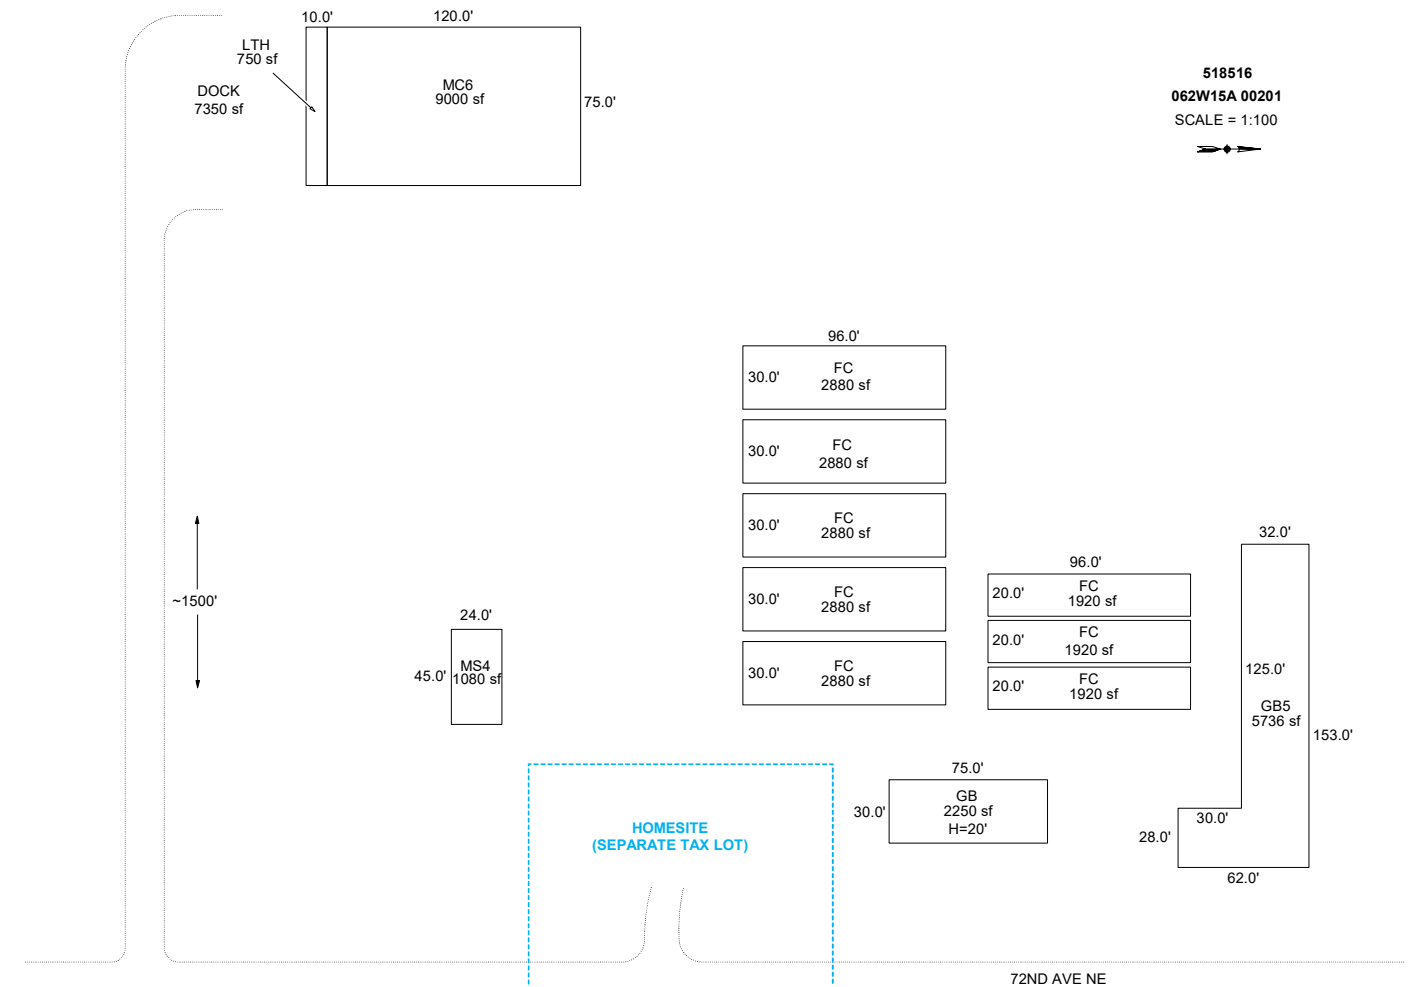 10.0'
120.0'
LTH
750 sf
DOCK
7350 sf
MC6
9000 sf
75.0'
518516
062W15A 00201
SCALE = 1:100
96.0'
30.0'
FC
2880 sf
30.0'
FC
2880 sf
30.0'
FC
2880 sf
30.0'
FC
2880 sf
30.0'
FC
2880 sf
96.0'
20.0'
FC
1920 sf
20.0'
FC
1920 sf
20.0'
FC
1920 sf
32.0'
125.0'
GB5
5736 sf
153.0'
30.0'
28.0'
62.0'
~1500'
24.0'
45.0'
MS4
1080 sf
75.0'
30.0'
GB
2250 sf
H=20'
HOMESITE
(SEPARATE TAX LOT)
72ND AVE NE